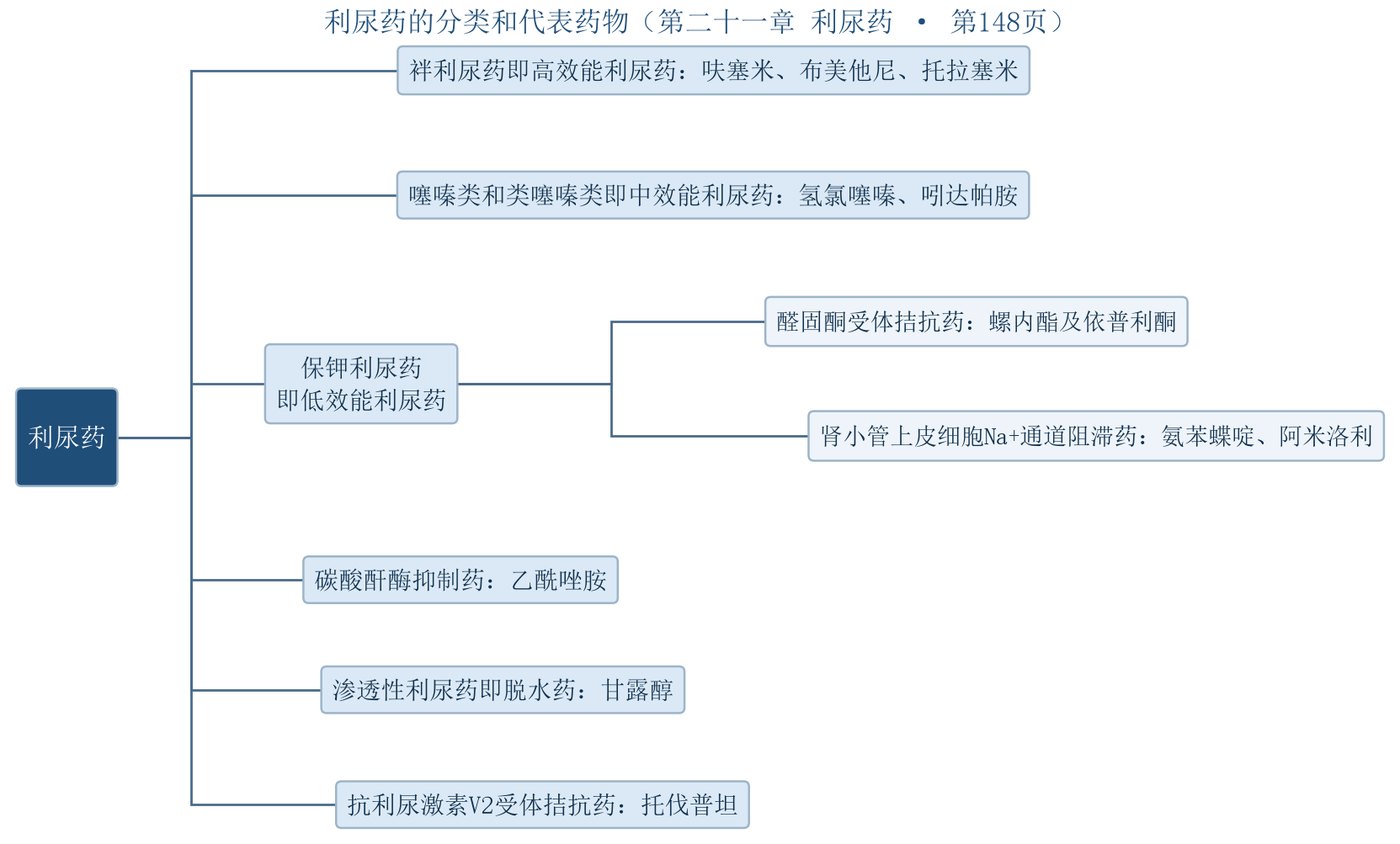 利尿药的分类和代表药物（第二十一章 利尿药 • 第148页）
袢利尿药即高效能利尿药：呋塞米、布美他尼、托拉塞米
噻嗪类和类噻嗪类即中效能利尿药：氢氯噻嗪、吲达帕胺
醛固酮受体拮抗药：螺内酯及依普利酮
保钾利尿药
即低效能利尿药
利尿药
肾小管上皮细胞Na+通道阻滞药：氨苯蝶啶、阿米洛利
碳酸酐酶抑制药：乙酰唑胺
渗透性利尿药即脱水药：甘露醇
抗利尿激素V2受体拮抗药：托伐普坦